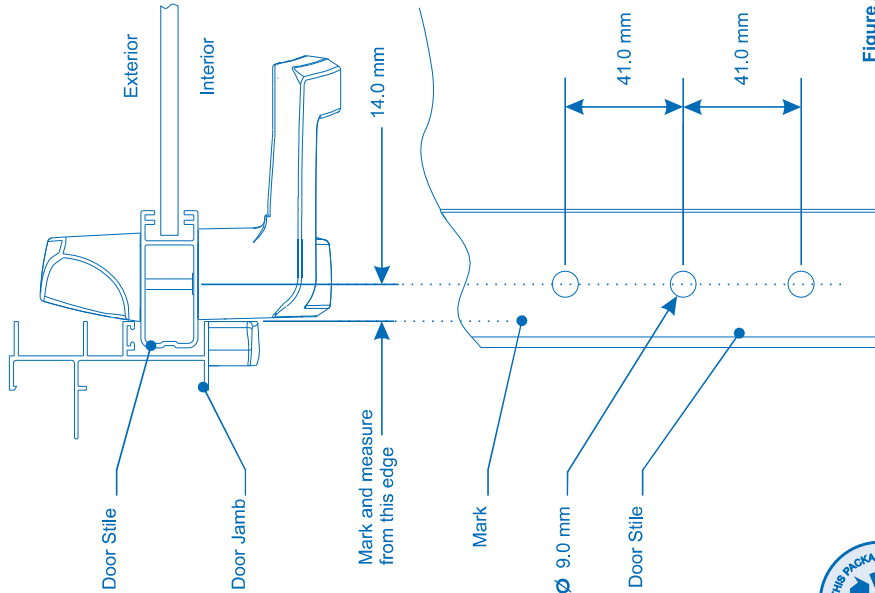 Exterior
Interior
14.0 mm
Door Stile
Door Jamb
Mark and measure
from this edge
41.0 mm
41.0 mm
Mark
Ø 9.0 mm
Door Stile
Figure
THIS PACKA